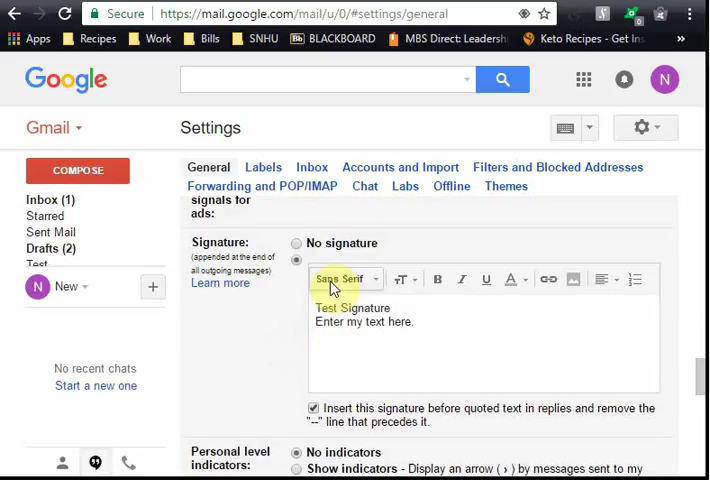 Secure https://mail.google.com/mail/u/0/#settings/general
Apps Recipes Work Bills SNHU Bb BLACKBOARD MBS Direct: Leadersh Keto Recipes - Get Ins »
Google N
Gmail Settings
COMPOSE
Inbox (1)
Starred
Sent Mail
Drafts (2)
Test
N New +
No recent chats
Start a new one
General Labels Inbox Accounts and Import Filters and Blocked Addresses
Forwarding and POP/IMAP Chat Labs Offline Themes
signals for
ads:
Signature:
(appended at the end of
all outgoing messages)
Learn more
No signature
Sans Serif TT B I U A
Test Signature
Enter my text here.
Insert this signature before quoted text in replies and remove the
"--" line that precedes it.
Personal level
indicators:
No indicators
Show indicators - Display an arrow ( › ) by messages sent to my